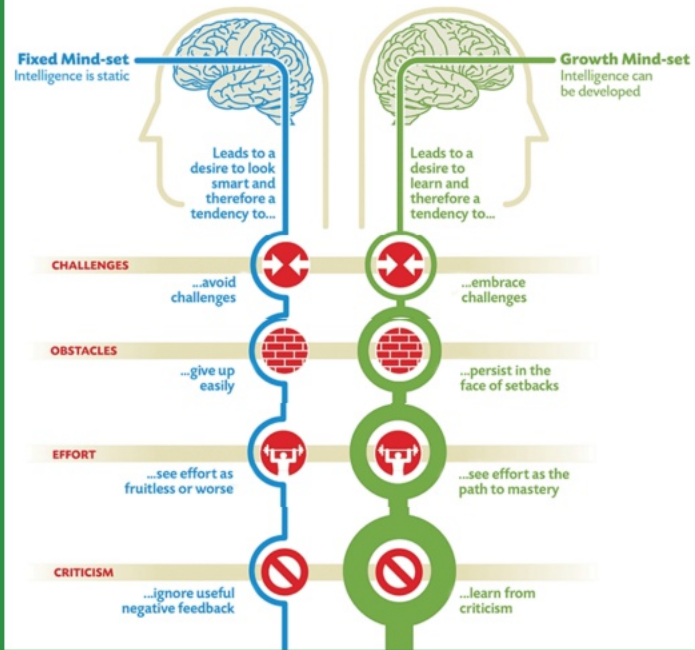 Fixed Mind-set
Intelligence is static
Growth Mind-set
Intelligence can
be developed
Leads to a
desire to look
smart and
therefore a
tendency to...
Leads to a
desire to
learn and
therefore a
tendency to...
CHALLENGES
...avoid
challenges
...embrace
challenges
OBSTACLES
...give up
easily
...persist in the
face of setbacks
EFFORT
...see effort as
fruitless or worse
...see effort as the
path to mastery
CRITICISM
...ignore useful
negative feedback
...learn from
criticism